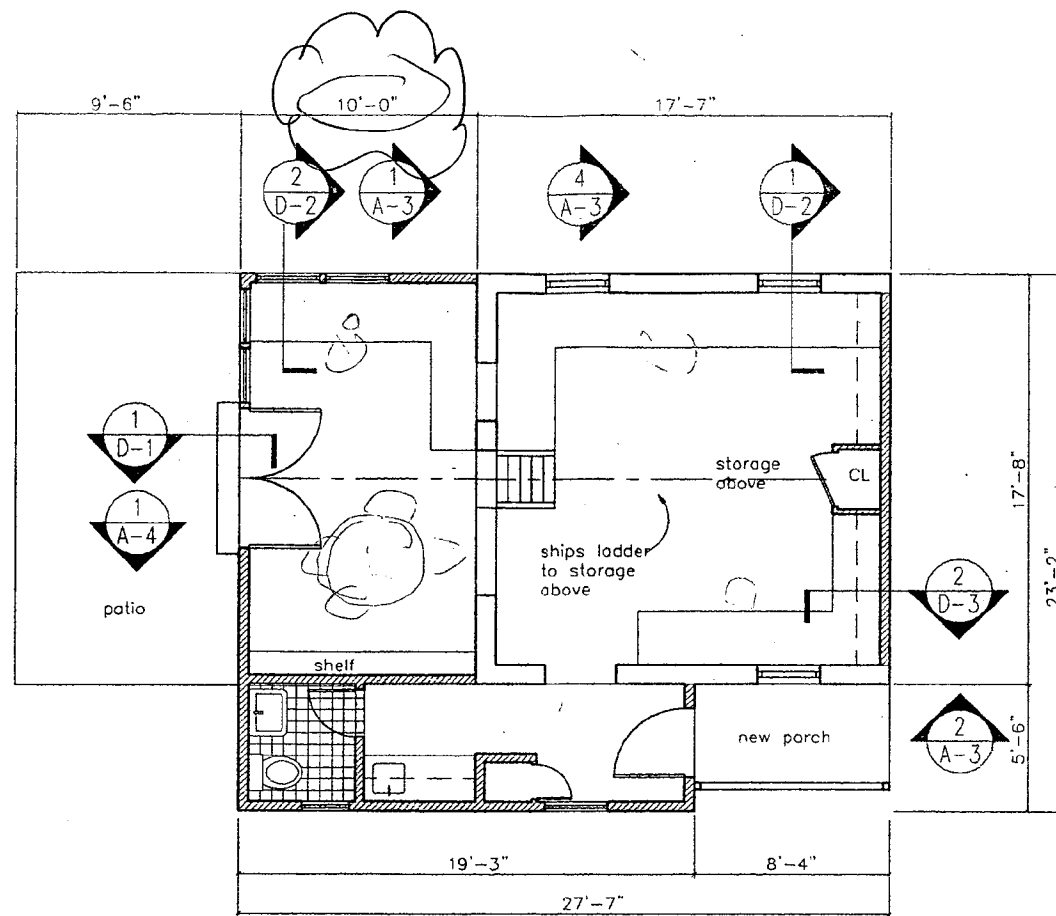 9'-6"
10'-0"
17'-7"
2
D-2
1
A-3
4
A-3
1
D-2
1
D-1
1
A-4
patio
storage
above
CL
ships ladder
to storage
above
17'-8"
23'-2"
2
D-3
shelf
new porch
2
A-3
5'-6"
19'-3"
8'-4"
27'-7"